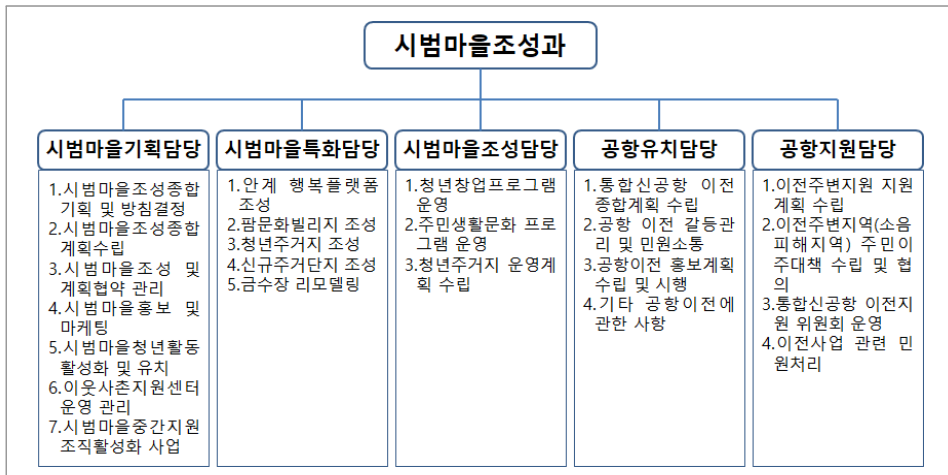 시범마을조성과
시범마을기획담당
1.시범마을조성종합
기획 및 방침결정
2.시범마을조성종합
계획수립
3.시범마을조성 및
계획협약 관리
4.시범마을홍보 및
마케팅
5.시범마을청년활동
활성화 및 유치
6.이웃사촌지원센터
운영 관리
7.시범마을중간지원
조직활성화 사업
시범마을특화담당
1.안계 행복플랫폼
조성
2.팜문화빌리지 조성
3.청년주거지 조성
4.신규주거단지 조성
5.금수장 리모델링
시범마을조성담당
1.청년창업프로그램
운영
2.주민생활문화 프로
그램 운영
3.청년주거지 운영계
획 수립
공항유치담당
1.통합신공항 이전
종합계획 수립
2.공항 이전 갈등관
리 및 민원소통
3.공항이전 홍보계획
수립 및 시행
4.기타 공항이전에
관한 사항
공항지원담당
1.이전주변지원 지원
계획 수립
2.이전주변지역(소음
피해지역) 주민이
주대책 수립 및 협
의
3.통합신공항 이전지
원 위원회 운영
4.이전사업 관련 민
원처리